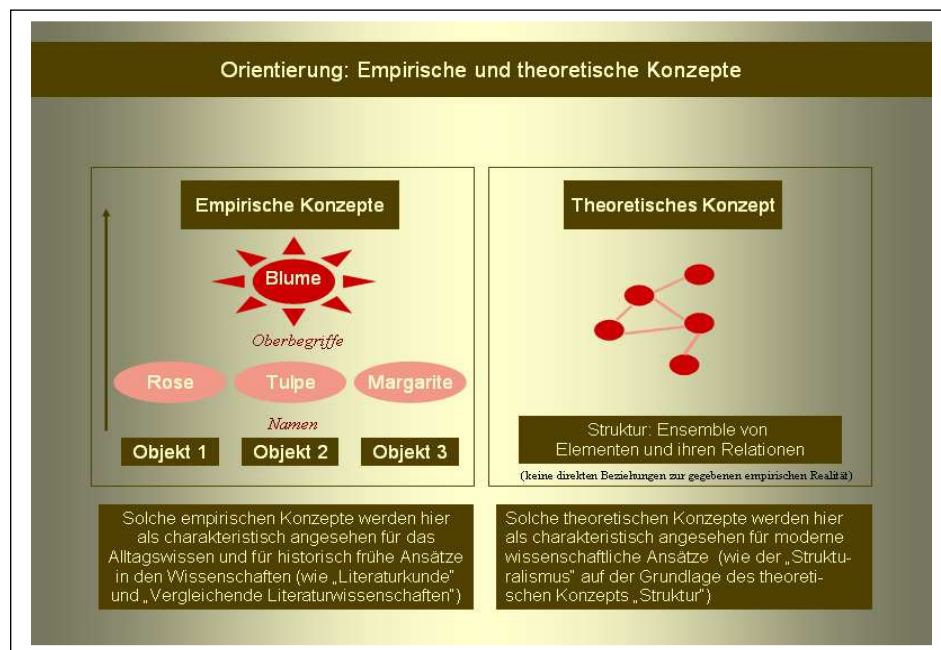 Orientierung: Empirische und theoretische Konzepte
Empirische Konzepte
Blume
Oberbegriffe
Rose
Tulpe
Margarite
Namen
Objekt 1
Objekt 2
Objekt 3
Solche empirischen Konzepte werden hier
als charakteristisch angesehen für das
Alltagswissen und für historisch frühe Ansätze
in den Wissenschaften (wie „Literaturkunde"
und „Vergleichende Literaturwissenschaften")
Theoretisches Konzept
Struktur: Ensemble von
Elementen und ihren Relationen
(keine direkten Beziehungen zur gegebenen empirischen Realität)
Solche theoretischen Konzepte werden hier
als charakteristisch angesehen für moderne
wissenschaftliche Ansätze (wie der „Struktu-
ralismus" auf der Grundlage des theoreti-
schen Konzepts „Struktur")